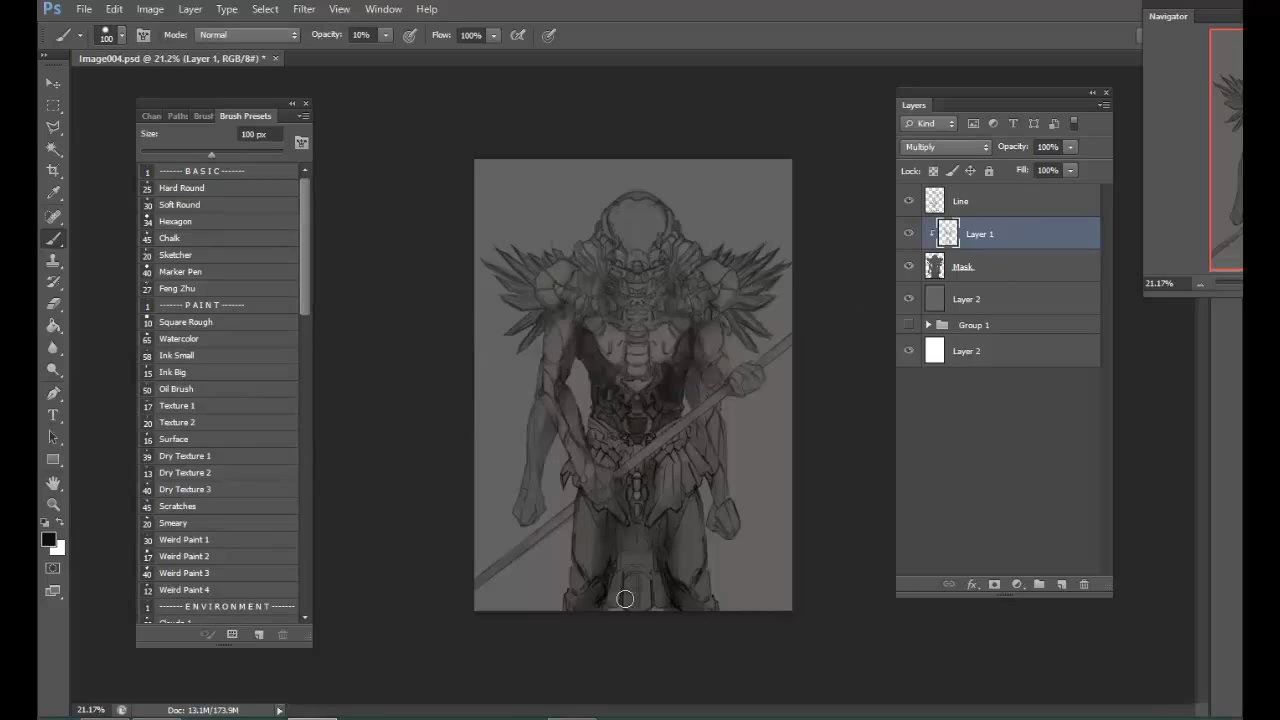 Ps File Edit Image Layer Type Select Filter View Window Help
100 Mode: Normal Opacity: 10% Flow: 100%
Image004.psd @ 21.2% (Layer 1, RGB/8#) * ×
Chan Paths Brush Brush Presets
Size: 100 px
1 ------- B A S I C -------
25 Hard Round
30 Soft Round
34 Hexagon
45 Chalk
20 Sketcher
40 Marker Pen
27 Feng Zhu
1 ------- P A I N T -------
10 Square Rough
65 Watercolor
58 Ink Small
15 Ink Big
50 Oil Brush
17 Texture 1
20 Texture 2
16 Surface
39 Dry Texture 1
13 Dry Texture 2
40 Dry Texture 3
45 Scratches
20 Smeary
30 Weird Paint 1
17 Weird Paint 2
40 Weird Paint 3
12 Weird Paint 4
1 ------- E N V I R O N M E N T -------
Layers
Kind
Multiply Opacity: 100%
Lock: Fill: 100%
Line
Layer 1
Mask
Layer 2
Group 1
Layer 2
Navigator
21.17%
21.17% Doc: 13.1M/173.9M